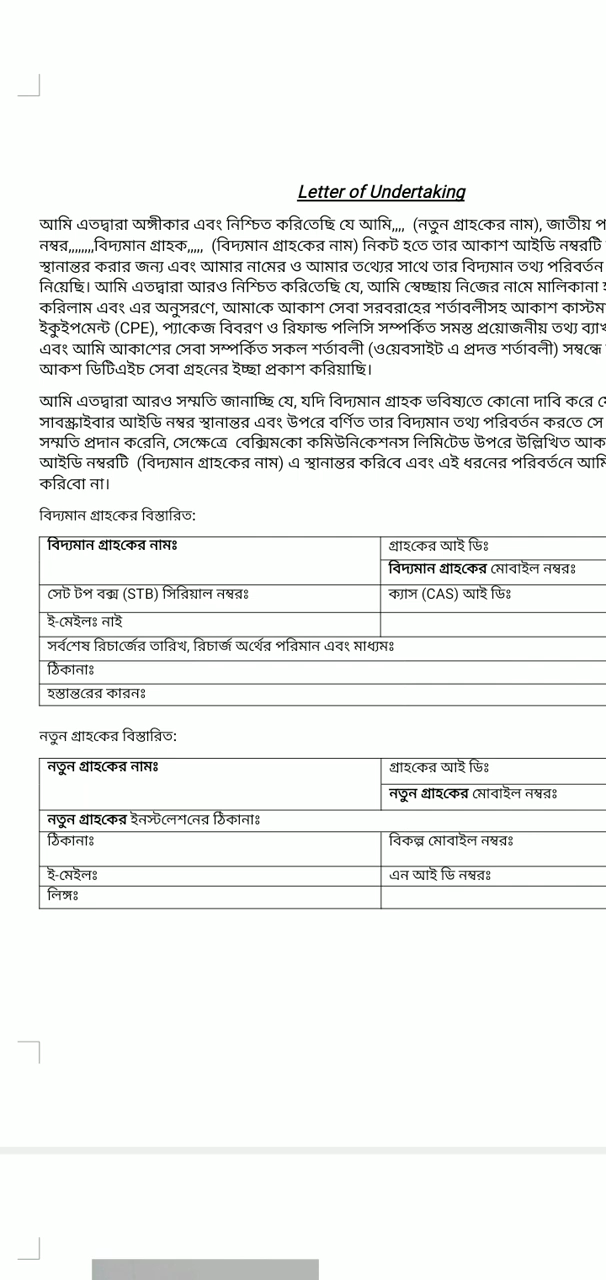 Letter of Undertaking
আমি এতদ্বারা অঙ্গীকার এবং নিশ্চিত করিতেছি যে আমি,,,, (নতুন গ্রাহকের নাম), জাতীয় প
নম্বর,,,,,,,,বিদ্যমান গ্রাহক,,,,, (বিদ্যমান গ্রাহকের নাম) নিকট হতে তার আকাশ আইডি নম্বরটি
স্থানান্তর করার জন্য এবং আমার নামের ও আমার তথ্যের সাথে তার বিদ্যমান তথ্য পরিবর্তন
নিয়েছি। আমি এতদ্বারা আরও নিশ্চিত করিতেছি যে, আমি স্বেচ্ছায় নিজের নামে মালিকানা
করিলাম এবং এর অনুসরণে, আমাকে আকাশ সেবা সরবরাহের শর্তাবলীসহ আকাশ কাস্টম
ইকুইপমেন্ট (CPE), প্যাকেজ বিবরণ ও রিফান্ড পলিসি সম্পর্কিত সমস্ত প্রয়োজনীয় তথ্য
এবং আমি আকাশের সেবা সম্পর্কিত সকল শর্তাবলী (ওয়েবসাইট এ প্রদত্ত শর্তাবলী) সম্বন্ধে
আকশ ডিটিএইচ সেবা গ্রহনের ইচ্ছা প্রকাশ করিয়াছি।
আমি এতদ্বারা আরও সম্মতি জানাচ্ছি যে, যদি বিদ্যমান গ্রাহক ভবিষ্যতে কোনো দাবি করে
সাবস্ক্রাইবার আইডি নম্বর স্থানান্তর এবং উপরে বর্ণিত তার বিদ্যমান তথ্য পরিবর্তন করতে সে
সম্মতি প্রদান করেনি, সেক্ষেত্রে বেক্সিমকো কমিউনিকেশনস লিমিটেড উপরে উল্লিখিত আক
আইডি নম্বরটি (বিদ্যমান গ্রাহকের নাম) এ স্থানান্তর করিবে এবং এই ধরনের পরিবর্তনে আমি
করিবো না।
বিদ্যমান গ্রাহকের বিস্তারিত:
বিদ্যমান গ্রাহকের নামঃ
গ্রাহকের আই ডিঃ
বিদ্যমান গ্রাহকের মোবাইল নম্বরঃ
সেট টপ বক্স (STB) সিরিয়াল নম্বরঃ
ক্যাস (CAS) আই ডিঃ
ই-মেইলঃ নাই
সর্বশেষ রিচার্জের তারিখ, রিচার্জ অর্থের পরিমান এবং মাধ্যমঃ
ঠিকানাঃ
হস্তান্তরের কারনঃ
নতুন গ্রাহকের বিস্তারিত:
নতুন গ্রাহকের নামঃ
গ্রাহকের আই ডিঃ
নতুন গ্রাহকের মোবাইল নম্বরঃ
নতুন গ্রাহকের ইনস্টলেশনের ঠিকানাঃ
ঠিকানাঃ
বিকল্প মোবাইল নম্বরঃ
ই-মেইলঃ
এন আই ডি নম্বরঃ
লিঙ্গঃ